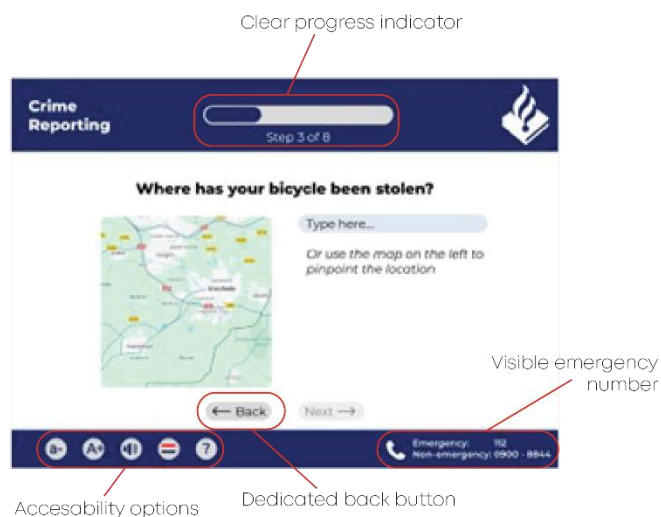 Clear progress indicator
Crime
Reporting
Step 3 of 8
Where has your bicycle been stolen?
Type here...
Or use the map on the left to
pinpoint the location
Enschede
Visible emergency
number
← Back
Next →
a-
A+
?
Emergency: 112
Non-emergency: 0900 - 8844
Accesability options
Dedicated back button